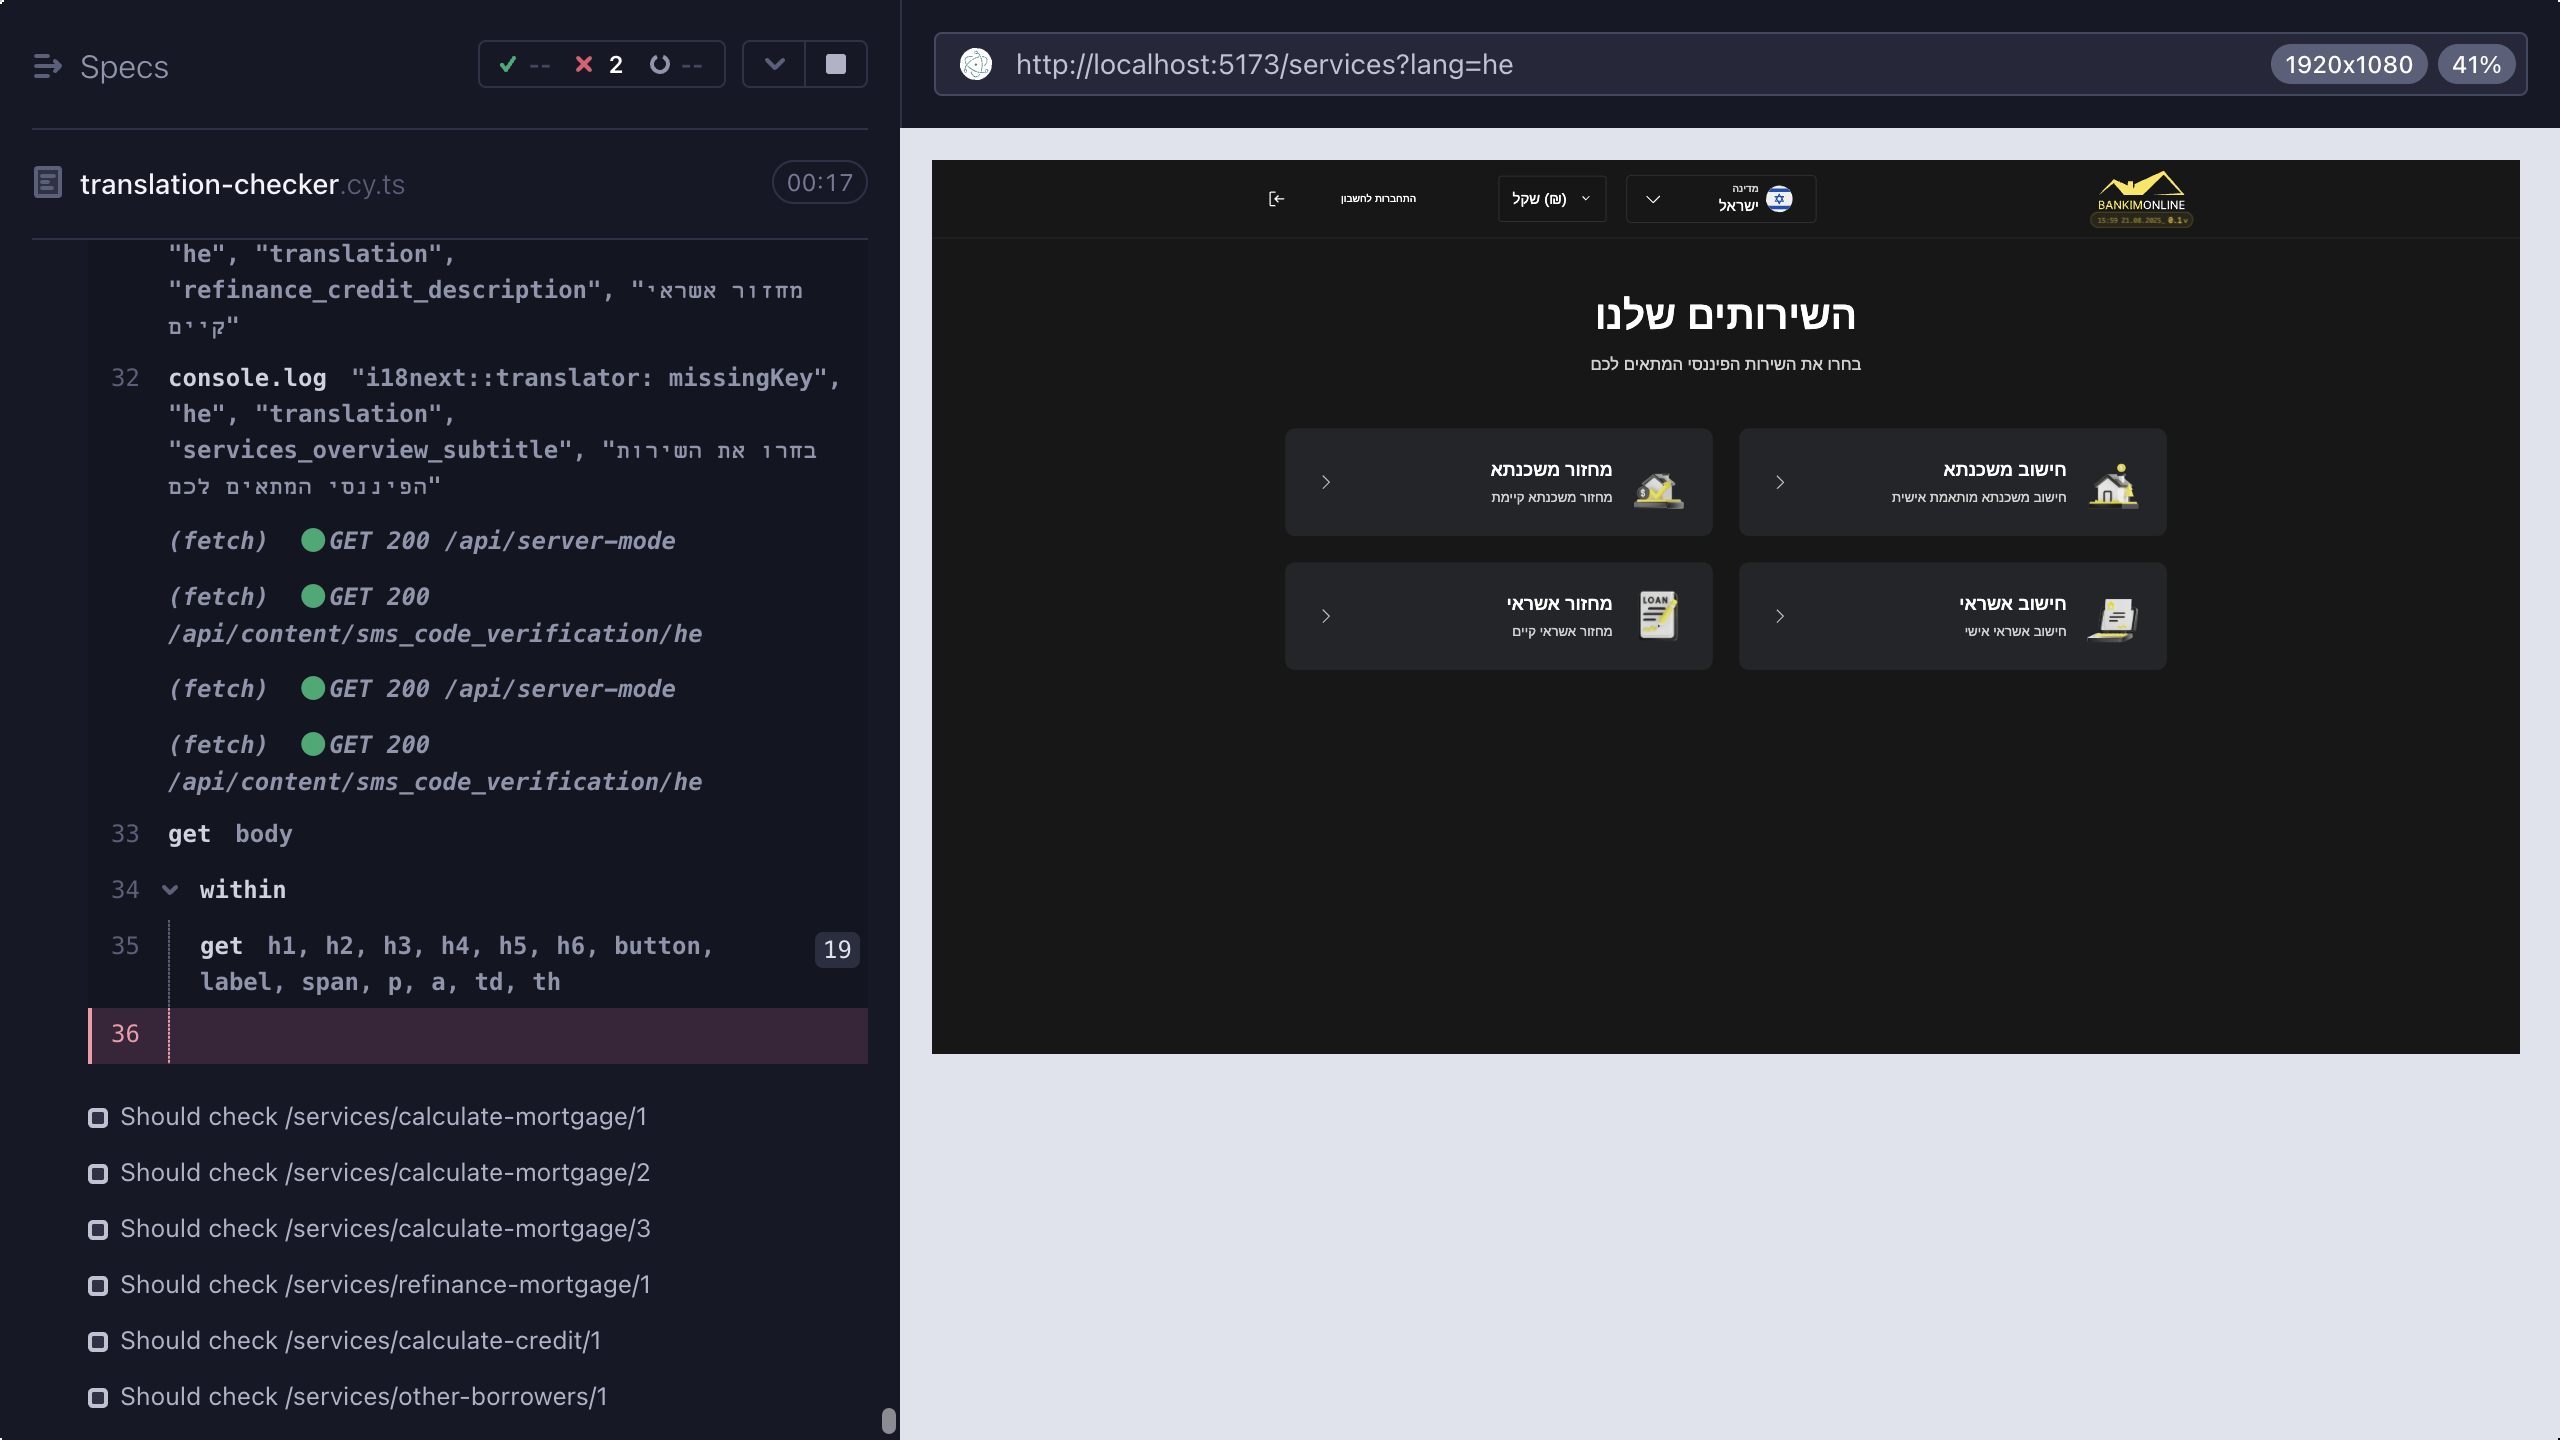 Specs
-- 2 --
translation-checker.cy.ts
00:17
"he", "translation",
"refinance_credit_description", "מחזור אשראי
קיים"
32 console.log "i18next::translator: missingKey",
"he", "translation",
"services_overview_subtitle", "בחרו את השירות
הפיננסי המתאים לכם"
(fetch) GET 200 /api/server-mode
(fetch) GET 200
/api/content/sms_code_verification/he
(fetch) GET 200 /api/server-mode
(fetch) GET 200
/api/content/sms_code_verification/he
33 get body
34 within
35 get h1, h2, h3, h4, h5, h6, button, 19
label, span, p, a, td, th
36
Should check /services/calculate-mortgage/1
Should check /services/calculate-mortgage/2
Should check /services/calculate-mortgage/3
Should check /services/refinance-mortgage/1
Should check /services/calculate-credit/1
Should check /services/other-borrowers/1
http://localhost:5173/services?lang=he
1920x1080 41%
BANKIMONLINE
15:59 21.08.2025. 0.1v
מדינה
ישראל
שקל (₪)
התחברות לחשבון
השירותים שלנו
בחרו את השירות הפיננסי המתאים לכם
חישוב משכנתא
חישוב משכנתא מותאמת אישית
מחזור משכנתא
מחזור משכנתא קיימת
חישוב אשראי
חישוב אשראי אישי
LOAN
מחזור אשראי
מחזור אשראי קיים